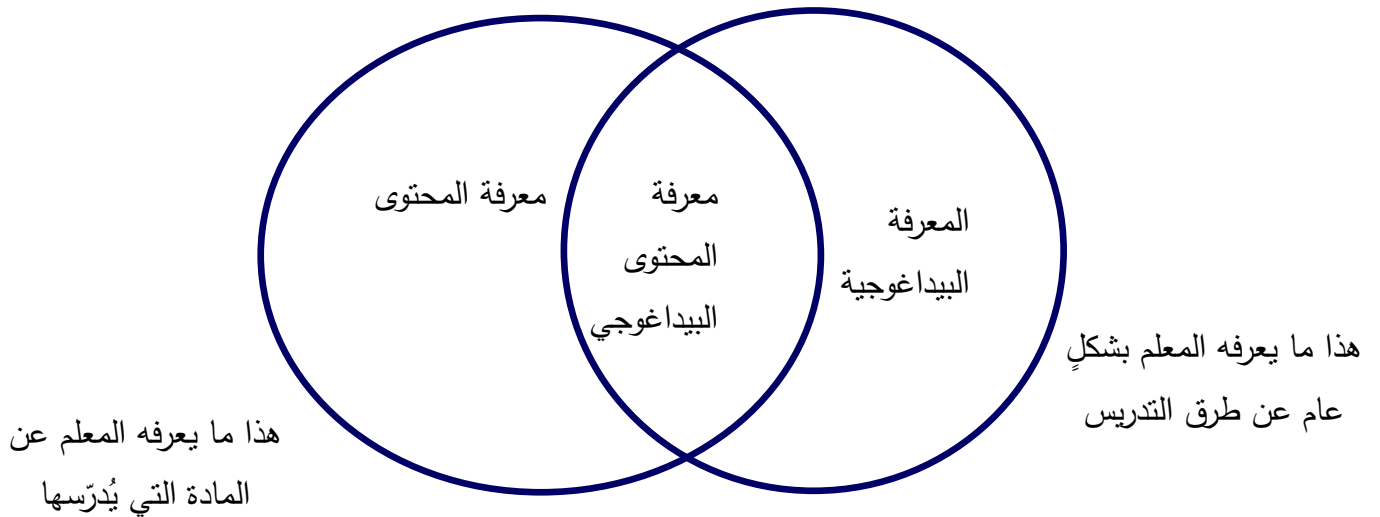 معرفة المحتوى
معرفة
المحتوى
البيداغوجي
المعرفة
البيداغوجية
هذا ما يعرفه المعلم بشكلٍ
عام عن طرق التدريس
هذا ما يعرفه المعلم عن
المادة التي يُدرّسها